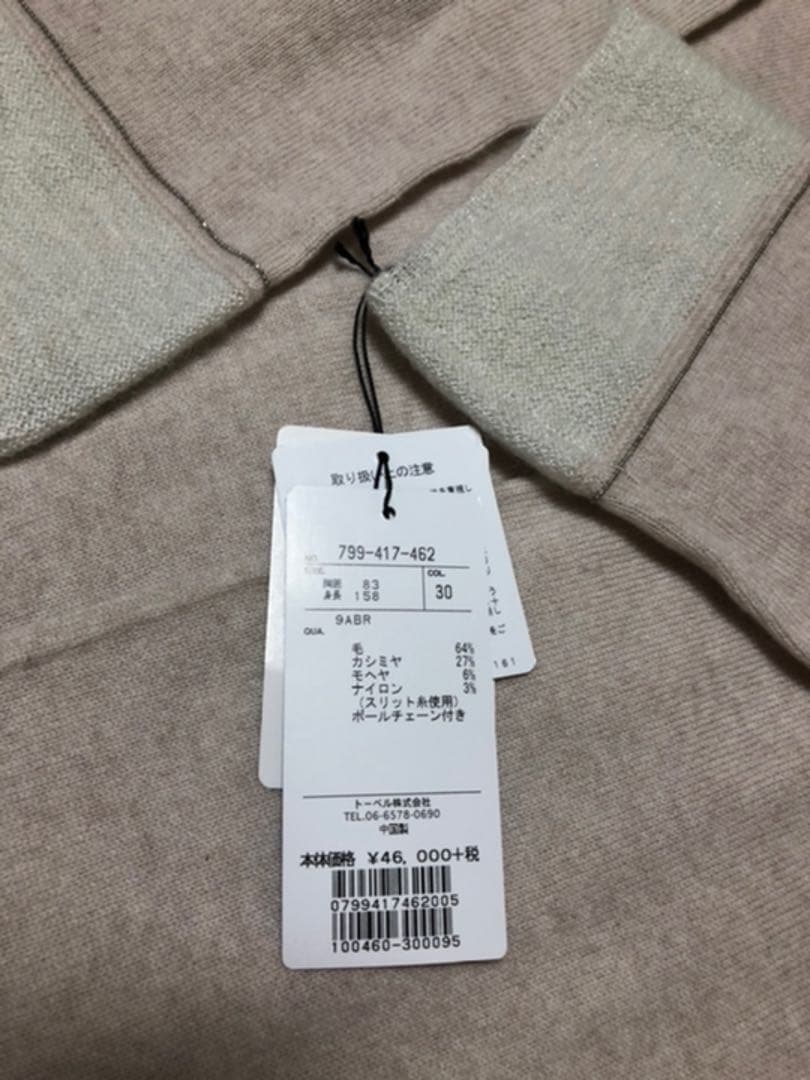 取り扱い上の注意
NO. 799-417-462
胸囲 83
身長 158
COL. 30
9ABR
QUA.
毛 64%
カシミヤ 27%
モヘヤ 6%
ナイロン 3%
（スリット糸使用）
ボールチェーン付き
トーベル株式会社
TEL.06-6578-0690
中国製
本体価格 ¥46,000+税
0799417462005
100460-300095
161